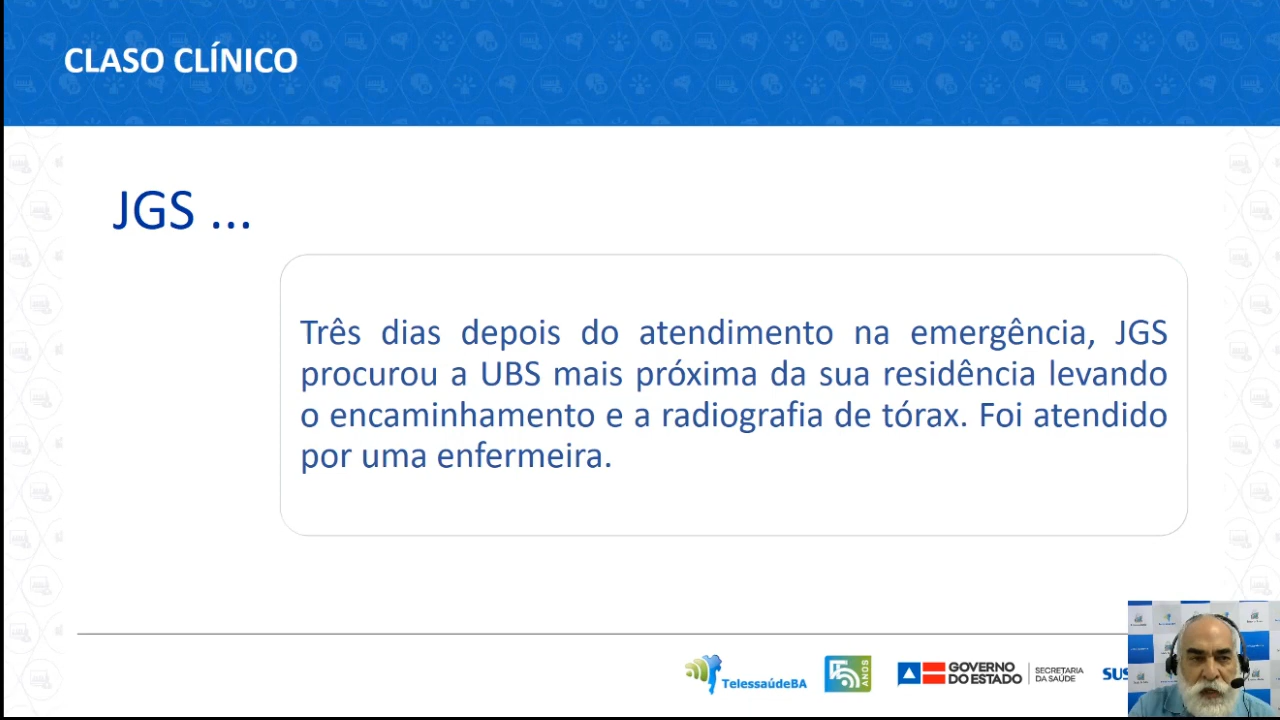 CLASO CLÍNICO
JGS ...
Três dias depois do atendimento na emergência, JGS
procurou a UBS mais próxima da sua residência levando
o encaminhamento e a radiografia de tórax. Foi atendido
por uma enfermeira.
TelessaúdeBA
15 ANOS
GOVERNO
DO ESTADO
SECRETARIA
DA SAÚDE
SUS